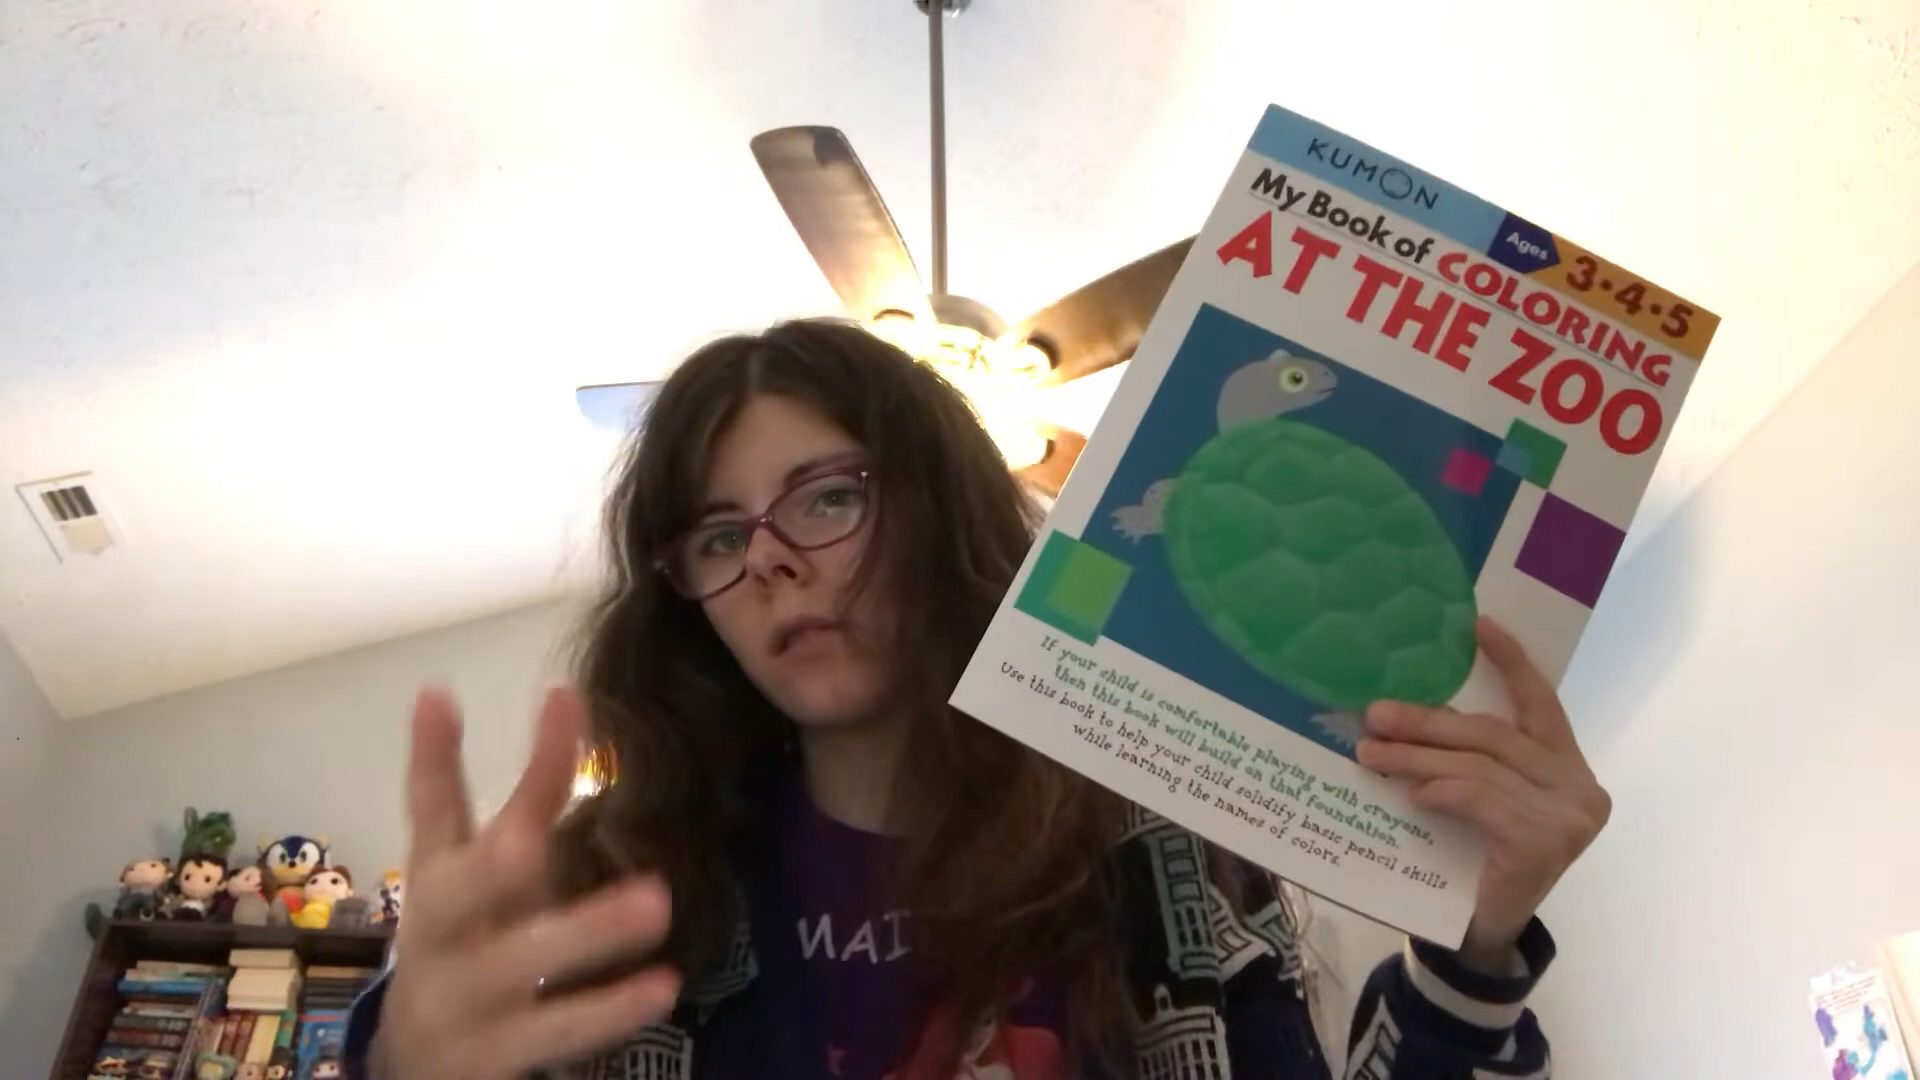 KUMON
Ages 3•4•5
My Book of COLORING
AT THE ZOO
If your child is comfortable playing with crayons,
then this book will build on that foundation.
Use this book to help your child solidify basic pencil skills
while learning the names of colors.
NAI